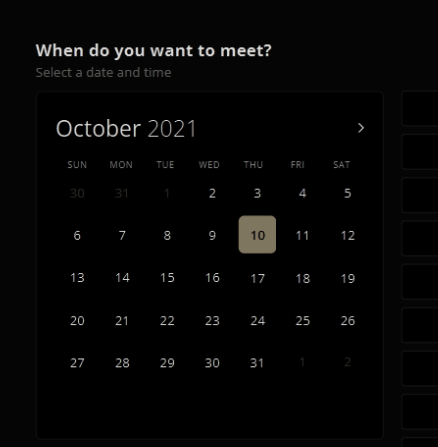 When do you want to meet?
Select a date and time
October 2021 >
SUN MON TUE WED THU FRI SAT
30 31 1 2 3 4 5
6 7 8 9 10 11 12
13 14 15 16 17 18 19
20 21 22 23 24 25 26
27 28 29 30 31 1 2